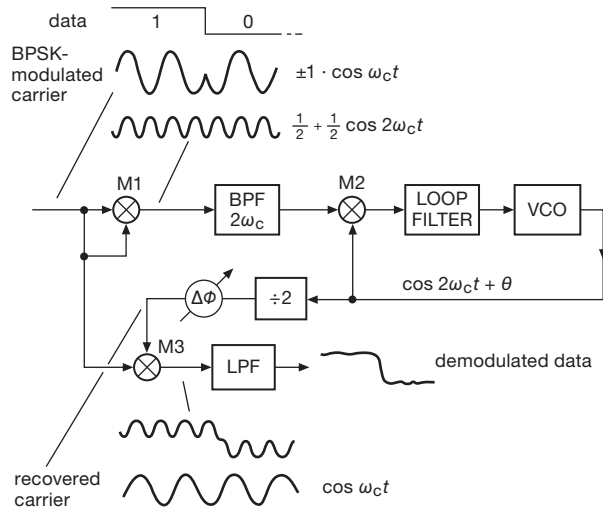 data
1
0
BPSK-
modulated
carrier
±1 · cos ωct
1/2 + 1/2 cos 2ωct
M1
BPF
2ωc
M2
LOOP
FILTER
VCO
cos 2ωct + θ
ΔΦ
÷2
M3
LPF
demodulated data
recovered
carrier
cos ωct